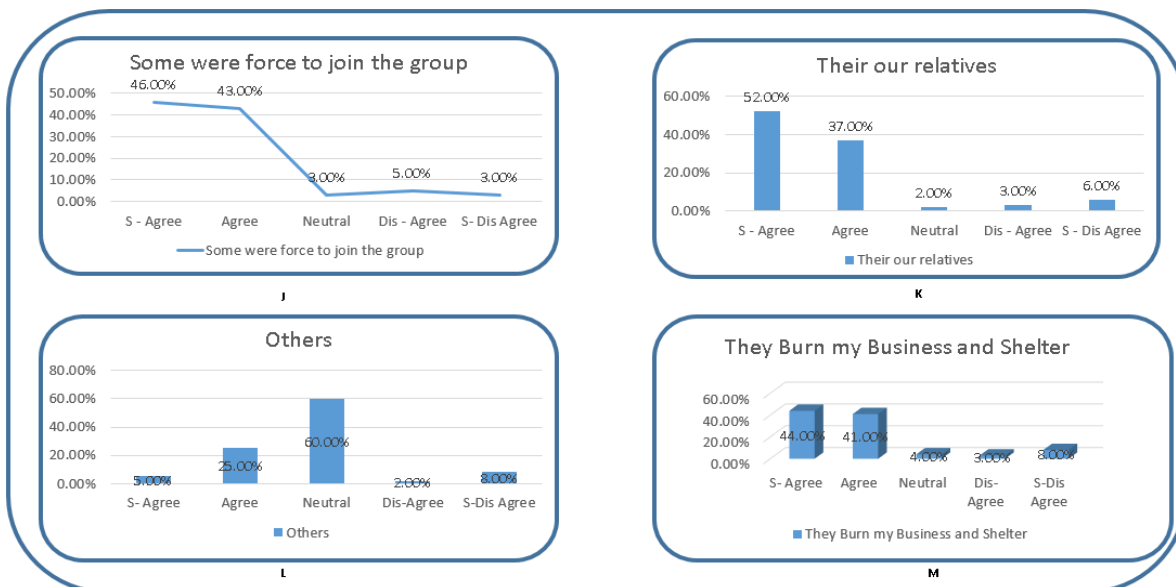 Some were force to join the group
46.00%
43.00%
3.00%
5.00%
3.00%
50.00%
40.00%
30.00%
20.00%
10.00%
0.00%
S - Agree Agree Neutral Dis - Agree S- Dis Agree
Some were force to join the group
J
Their our relatives
52.00%
37.00%
2.00%
3.00%
6.00%
60.00%
40.00%
20.00%
0.00%
S - Agree Agree Neutral Dis - Agree S - Dis Agree
Their our relatives
K
Others
80.00%
60.00%
40.00%
20.00%
0.00%
5.00%
25.00%
60.00%
2.00%
8.00%
S- Agree Agree Neutral Dis-Agree S-Dis Agree
Others
L
They Burn my Business and Shelter
60.00%
40.00%
20.00%
0.00%
44.00%
41.00%
4.00%
3.00%
8.00%
S- Agree Agree Neutral Dis- Agree S-Dis Agree
They Burn my Business and Shelter
M